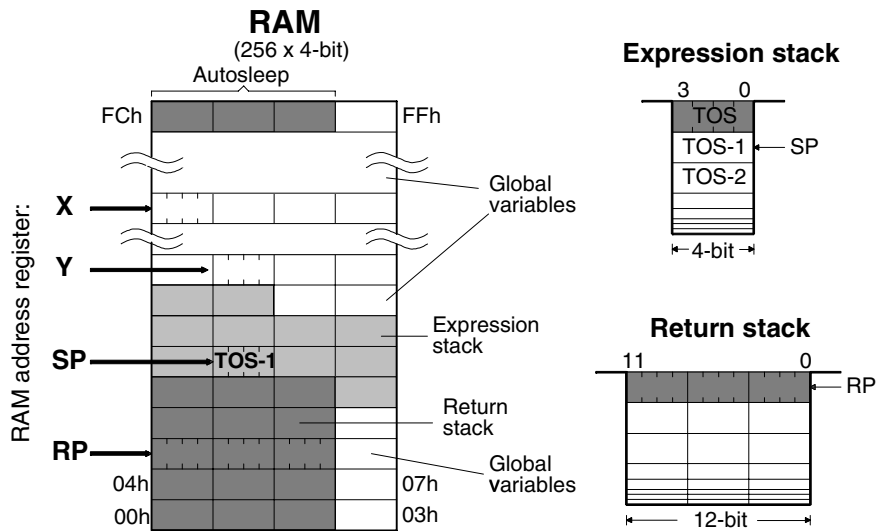 RAM
(256 x 4-bit)
Autosleep
FCh
FFh
X
Y
SP
TOS-1
RP
04h
00h
07h
03h
RAM address register:
Global
variables
Expression
stack
Return
stack
Global
variables
Expression stack
3
0
TOS
TOS-1
SP
TOS-2
4-bit
Return stack
11
0
RP
12-bit